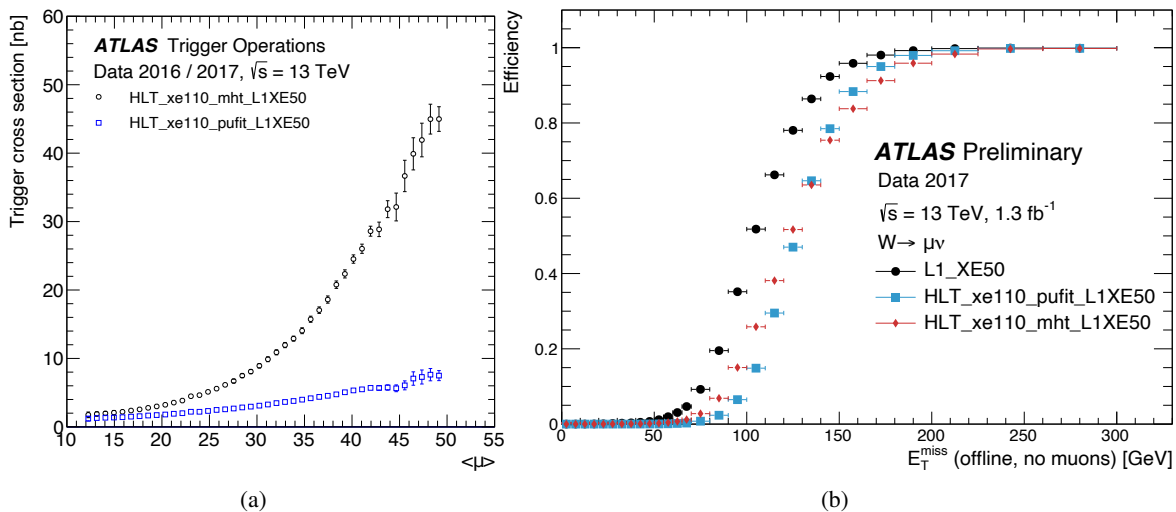 Trigger cross section [nb]
60
50
40
30
20
10
0
ATLAS Trigger Operations
Data 2016 / 2017, √s = 13 TeV
HLT_xe110_mht_L1XE50
HLT_xe110_pufit_L1XE50
10 15 20 25 30 35 40 45 50 55
<μ>
(a)
Efficiency
1
0.8
0.6
0.4
0.2
0
ATLAS Preliminary
Data 2017
√s = 13 TeV, 1.3 fb⁻¹
W→ μν
L1_XE50
HLT_xe110_pufit_L1XE50
HLT_xe110_mht_L1XE50
50 100 150 200 250 300
E_T^miss (offline, no muons) [GeV]
(b)